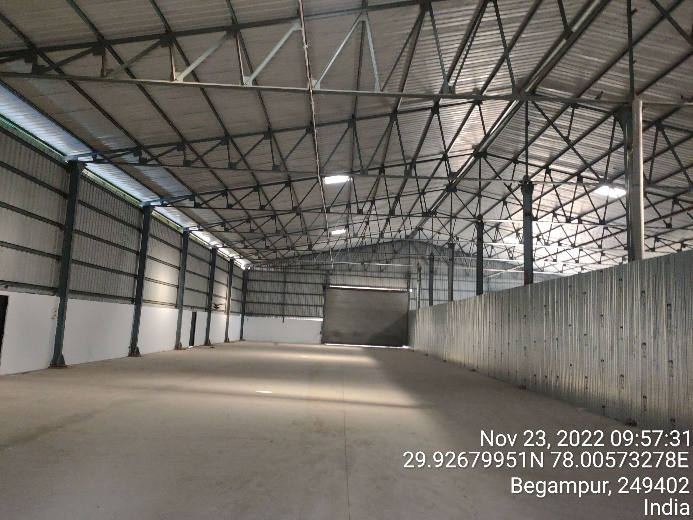 Nov 23, 2022 09:57:31
29.92679951N 78.00573278E
Begampur, 249402
India